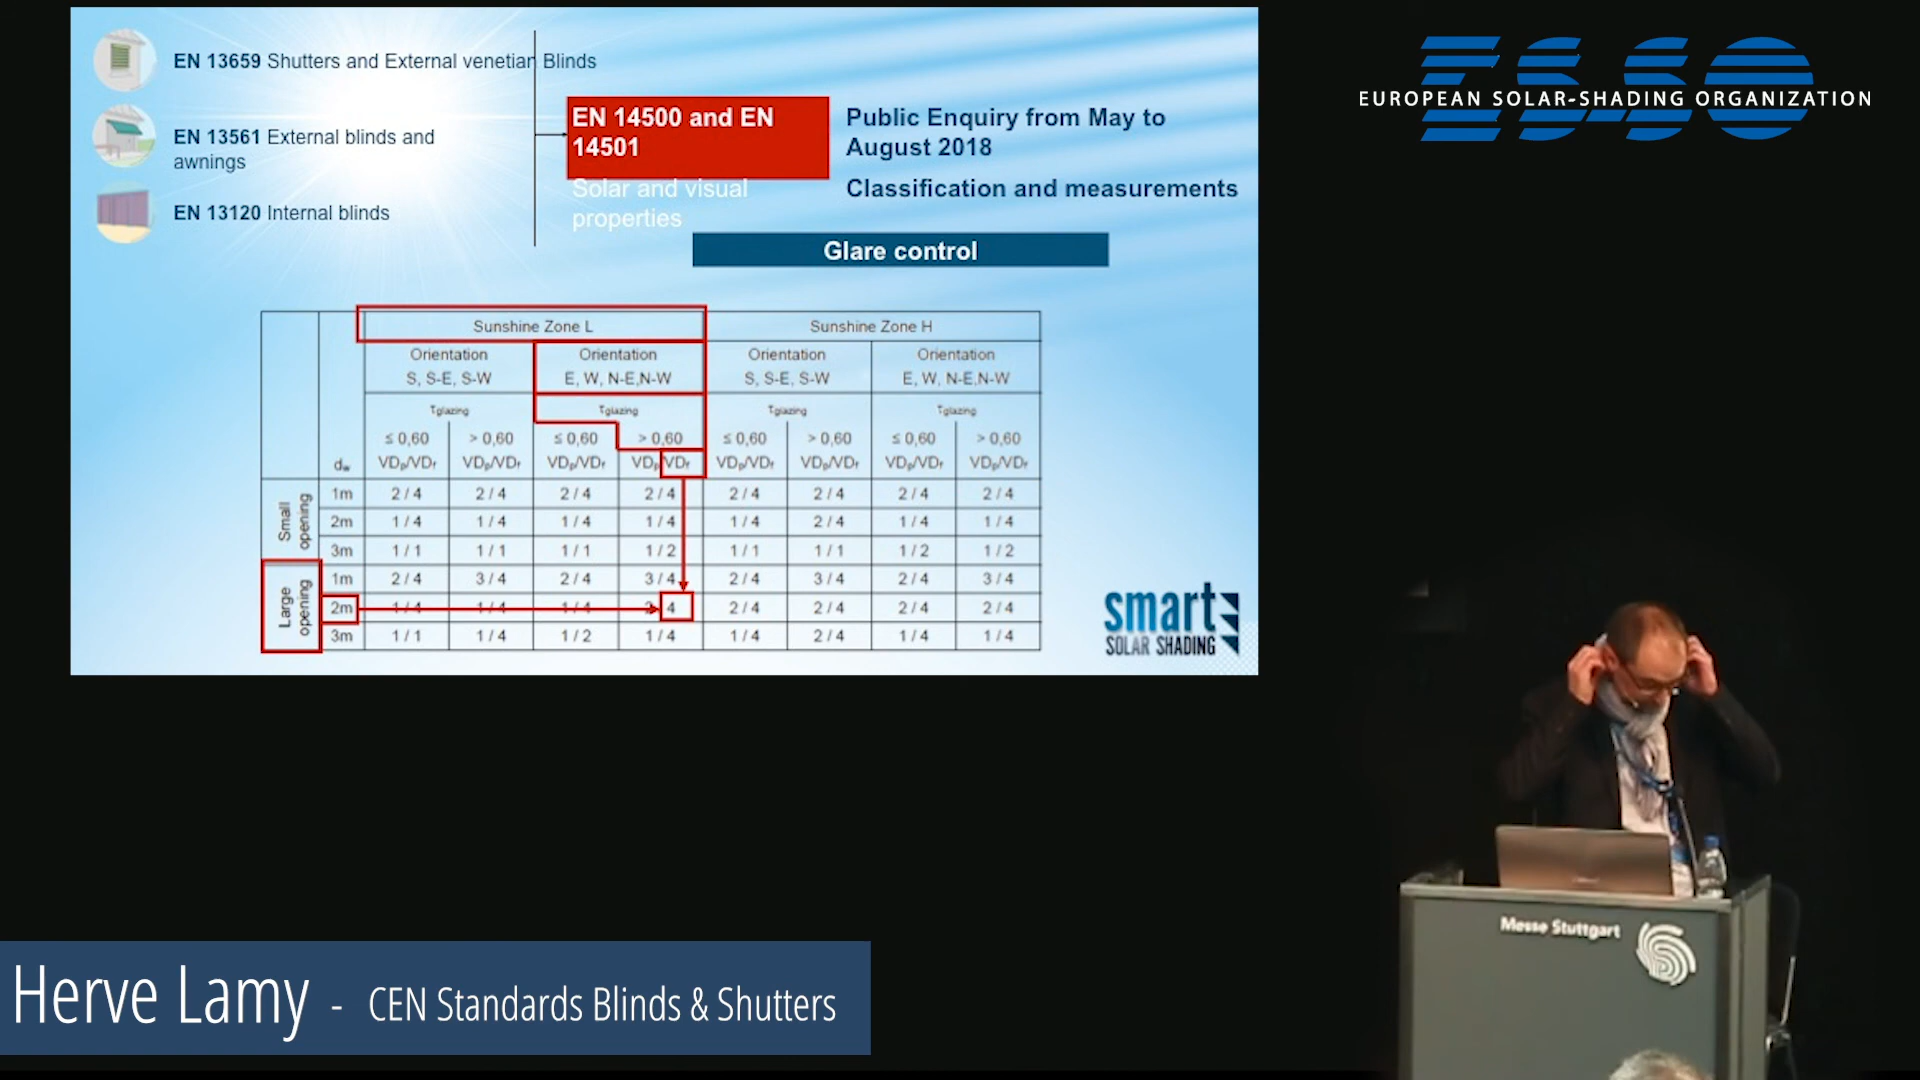 EN 13659 Shutters and External venetian Blinds
EN 13561 External blinds and
awnings
EN 13120 Internal blinds
EN 14500 and EN
14501
Solar and visual
properties
Public Enquiry from May to
August 2018
Classification and measurements
Glare control
Sunshine Zone L Sunshine Zone H
Orientation Orientation Orientation Orientation
S, S-E, S-W E, W, N-E,N-W S, S-E, S-W E, W, N-E,N-W
τglazing τglazing τglazing τglazing
≤ 0,60 > 0,60 ≤ 0,60 > 0,60 ≤ 0,60 > 0,60 ≤ 0,60 > 0,60
dw VDp/VDr VDp/VDr VDp/VDr VDp/VDr VDp/VDr VDp/VDr VDp/VDr VDp/VDr
Small
opening
1m 2 / 4 2 / 4 2 / 4 2 / 4 2 / 4 2 / 4 2 / 4 2 / 4
2m 1 / 4 1 / 4 1 / 4 1 / 4 1 / 4 2 / 4 1 / 4 1 / 4
3m 1 / 1 1 / 1 1 / 1 1 / 2 1 / 1 1 / 1 1 / 2 1 / 2
Large
opening
1m 2 / 4 3 / 4 2 / 4 3 / 4 2 / 4 3 / 4 2 / 4 3 / 4
2m 1 / 4 1 / 4 1 / 4 4 2 / 4 2 / 4 2 / 4 2 / 4
3m 1 / 1 1 / 4 1 / 2 1 / 4 1 / 4 2 / 4 1 / 4 1 / 4
smart
SOLAR SHADING
ESSO
EUROPEAN SOLAR-SHADING ORGANIZATION
Messe Stuttgart
Herve Lamy - CEN Standards Blinds & Shutters